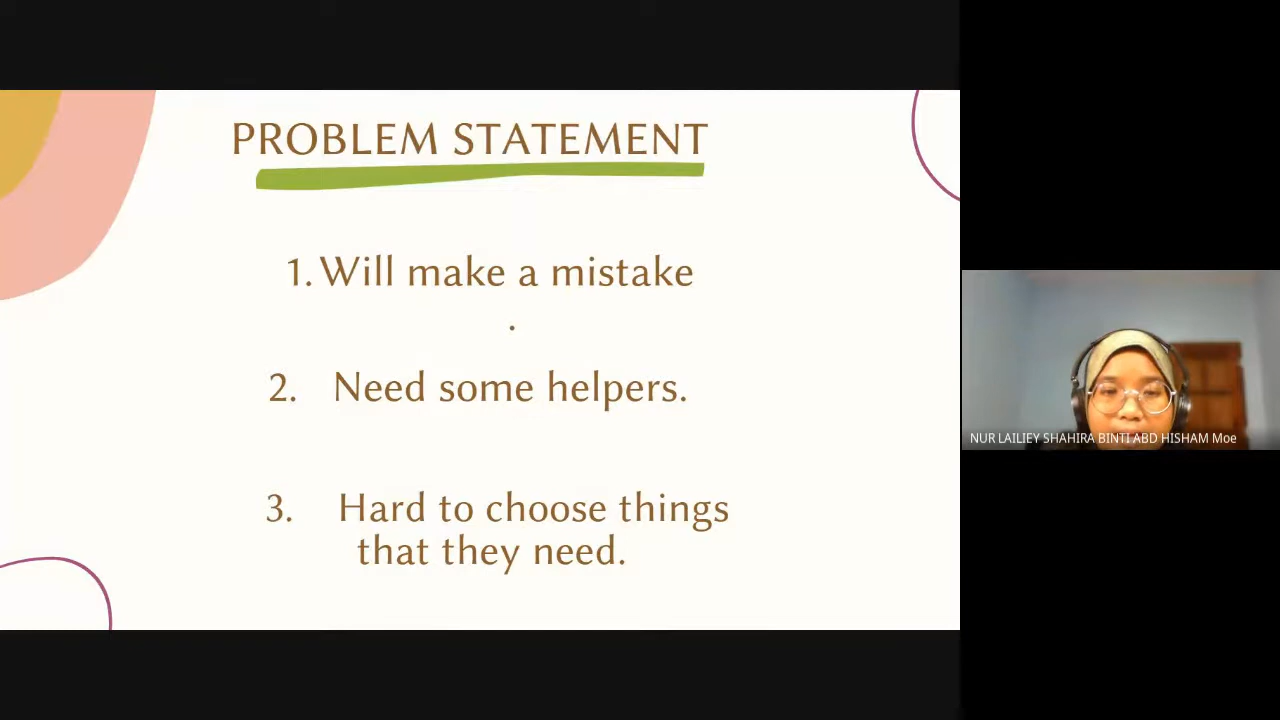 PROBLEM STATEMENT
1. Will make a mistake
.
2. Need some helpers.
3. Hard to choose things
that they need.
NUR LAILIEY SHAHIRA BINTI ABD HISHAM Moe